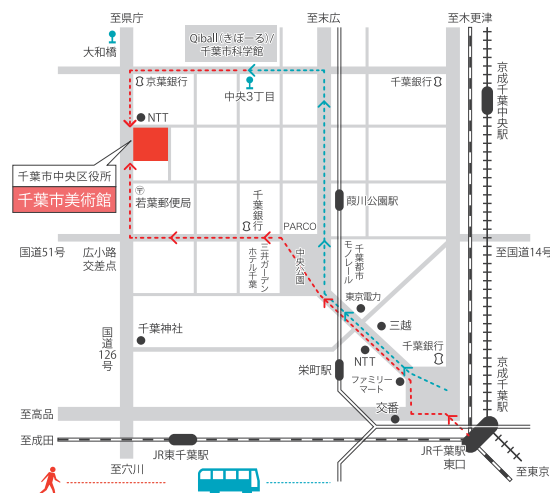 至県庁
至末広
至木更津
Qiball(きぼーる)/
千葉市科学館
大和橋
京葉銀行
中央3丁目
千葉銀行
京成千葉中央駅
NTT
千葉市中央区役所
千葉市美術館
若葉郵便局
千葉銀行
PARCO
葭川公園駅
国道51号
広小路
交差点
三井ガーデン
ホテル千葉
中央公園
千葉都市
モノレール
至国道14号
東京電力
三越
千葉神社
国道126号
栄町駅
NTT
千葉銀行
ファミリー
マート
京成千葉駅
至高品
交番
至成田
JR東千葉駅
JR千葉駅
東口
至穴川
至東京